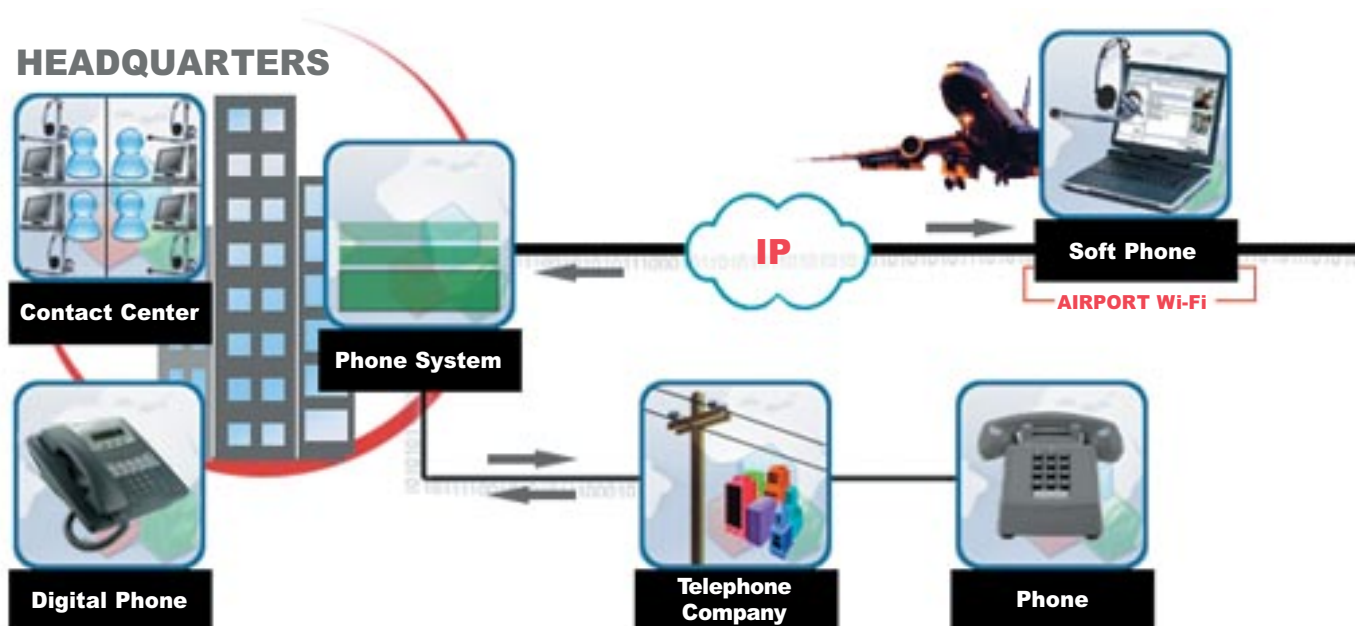 HEADQUARTERS
Contact Center
Phone System
IP
Soft Phone
AIRPORT Wi-Fi
Digital Phone
Telephone
Company
Phone